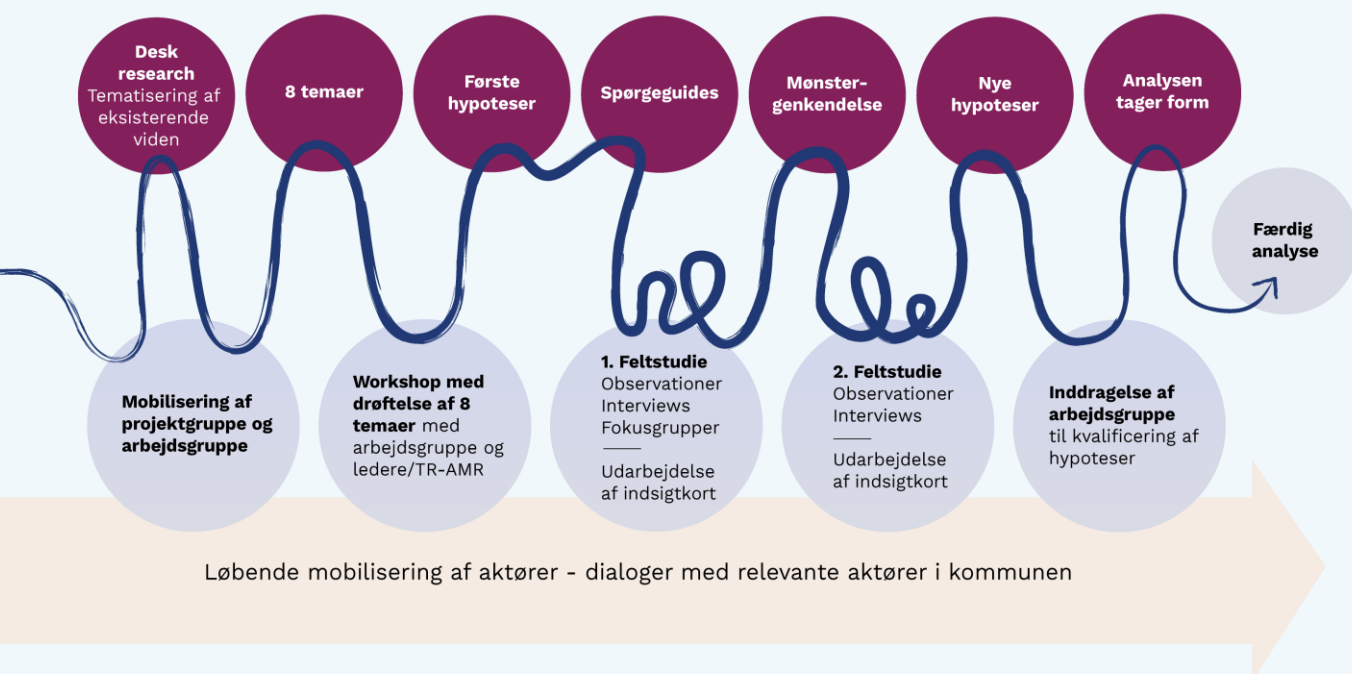 Desk
research
Tematisering af
eksisterende
viden
8 temaer
Første
hypoteser
Spørgeguides
Mønster-
genkendelse
Nye
hypoteser
Analysen
tager form
Færdig
analyse
Mobilisering af
projektgruppe og
arbejdsgruppe
Workshop med
drøftelse af 8
temaer med
arbejdsgruppe og
ledere/TR-AMR
1. Feltstudie
Observationer
Interviews
Fokusgrupper
Udarbejdelse
af indsigtkort
2. Feltstudie
Observationer
Interviews
Udarbejdelse
af indsigtkort
Inddragelse af
arbejdsgruppe
til kvalificering af
hypoteser
Løbende mobilisering af aktører - dialoger med relevante aktører i kommunen